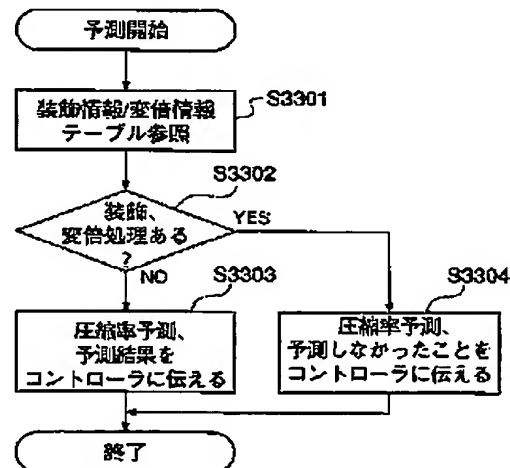 予測開始
装飾情報/変倍情報
テーブル参照
S3301
S3302
装飾、
変倍処理ある
?
YES
NO
S3303
圧縮率予測、
予測結果を
コントローラに伝える
S3304
圧縮率予測、
予測しなかったことを
コントローラに伝える
終了